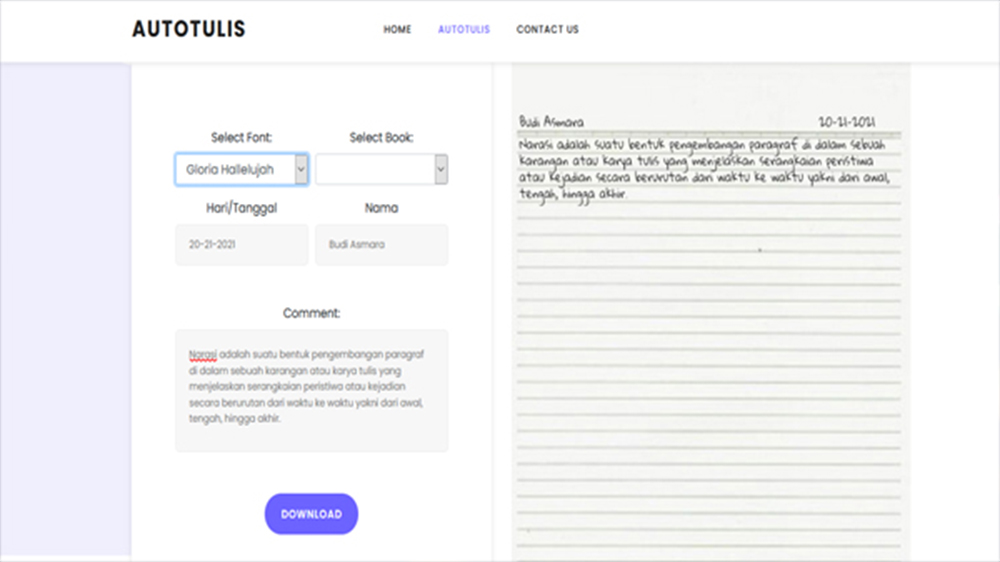 AUTOTULIS
HOME AUTOTULIS CONTACT US
Select Font: Select Book:
Gloria Hallelujah
Hari/Tanggal Nama
20-21-2021 Budi Asmara
Comment:
Narasi adalah suatu bentuk pengembangan paragraf
di dalam sebuah karangan atau karya tulis yang
menjelaskan serangkaian peristiwa atau kejadian
secara berurutan dari waktu ke waktu yakni dari awal,
tengah, hingga akhir.
DOWNLOAD
Budi Asmara 20-21-2021
Narasi adalah suatu bentuk pengembangan paragraf di dalam sebuah
karangan atau karya tulis yang menjelaskan serangkaian peristiwa
atau kejadian secara berurutan dari waktu ke waktu yakni dari awal,
tengah, hingga akhir.